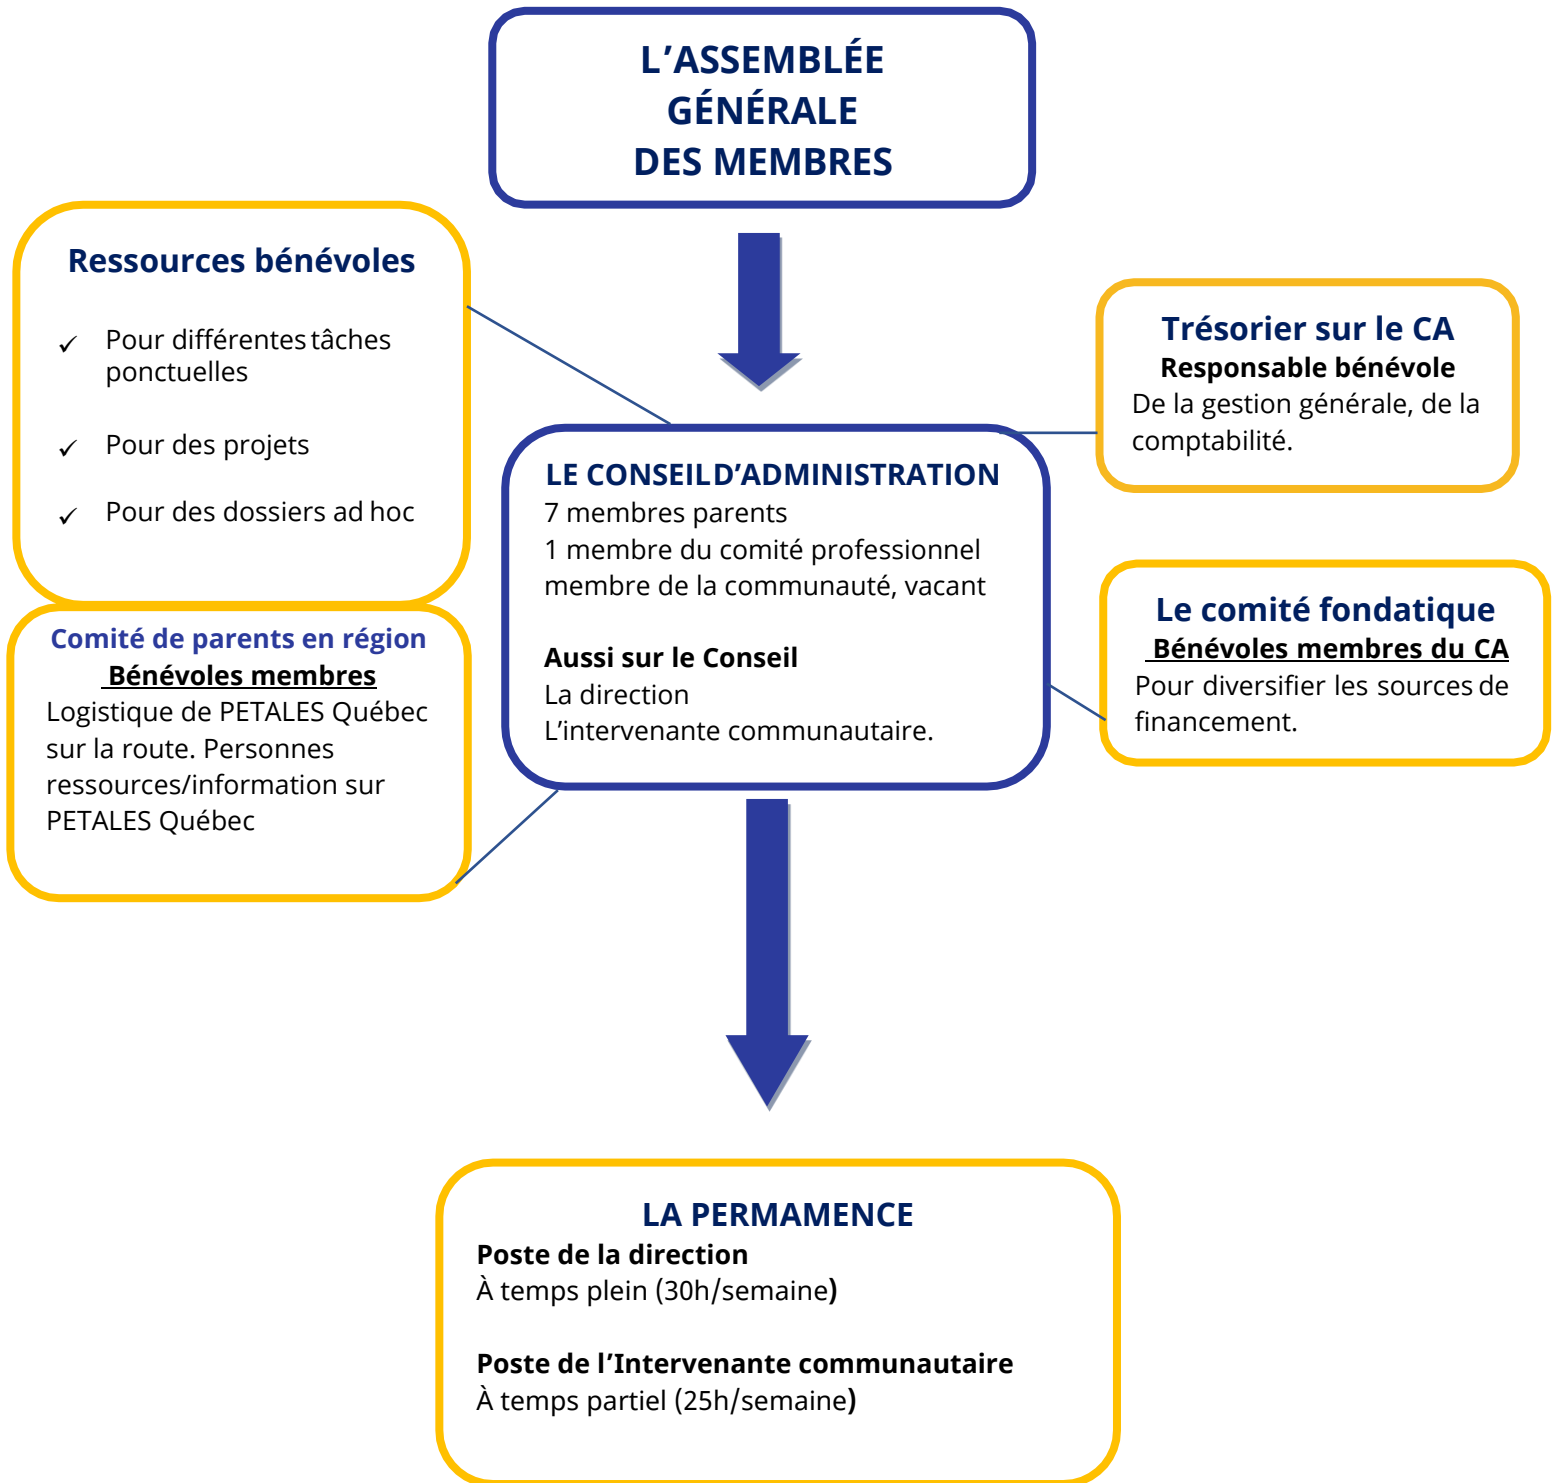 L’ASSEMBLÉE
GÉNÉRALE
DES MEMBRES
Ressources bénévoles
✓ Pour différentes tâches
ponctuelles
✓ Pour des projets
✓ Pour des dossiers ad hoc
Trésorier sur le CA
Responsable bénévole
De la gestion générale, de la
comptabilité.
LE CONSEIL D’ADMINISTRATION
7 membres parents
1 membre du comité professionnel
membre de la communauté, vacant
Aussi sur le Conseil
La direction
L’intervenante communautaire.
Le comité fondatique
Bénévoles membres du CA
Pour diversifier les sources de
financement.
Comité de parents en région
Bénévoles membres
Logistique de PETALES Québec
sur la route. Personnes
ressources/information sur
PETALES Québec
LA PERMAMENCE
Poste de la direction
À temps plein (30h/semaine)
Poste de l’Intervenante communautaire
À temps partiel (25h/semaine)